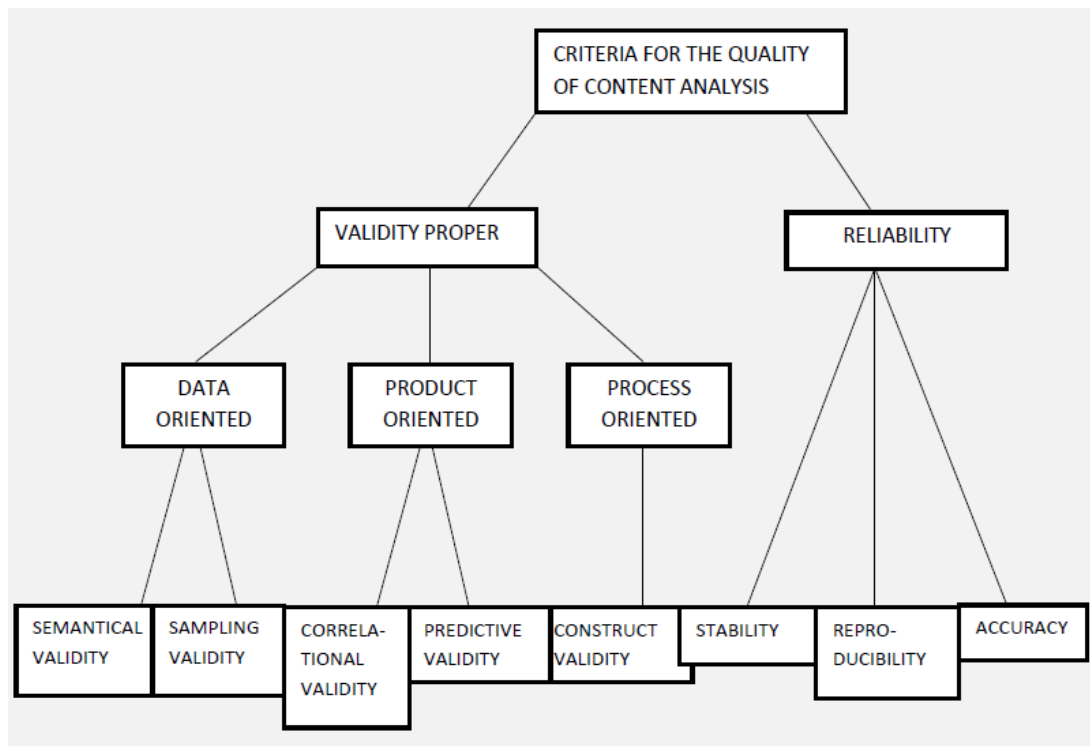 CRITERIA FOR THE QUALITY
OF CONTENT ANALYSIS
VALIDITY PROPER
RELIABILITY
DATA
ORIENTED
PRODUCT
ORIENTED
PROCESS
ORIENTED
SEMANTICAL
VALIDITY
SAMPLING
VALIDITY
CORRELA-
TIONAL
VALIDITY
PREDICTIVE
VALIDITY
CONSTRUCT
VALIDITY
STABILITY
REPRO-
DUCIBILITY
ACCURACY